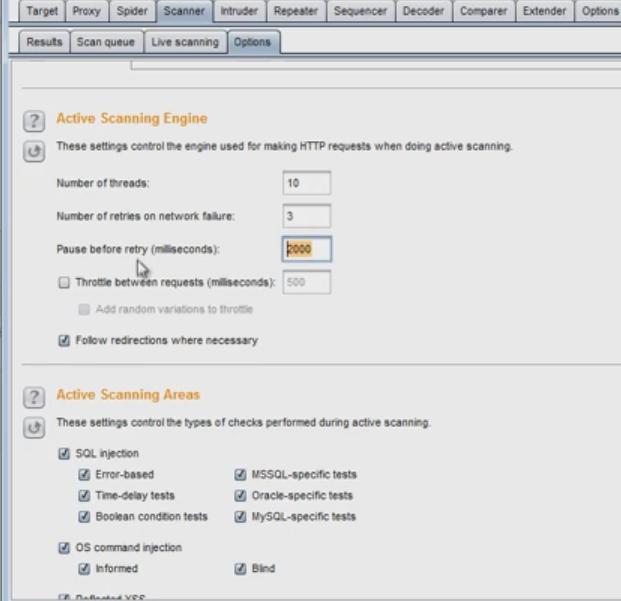 Target Proxy Spider Scanner Intruder Repeater Sequencer Decoder Comparer Extender Options
Results Scan queue Live scanning Options
? Active Scanning Engine
These settings control the engine used for making HTTP requests when doing active scanning.
Number of threads: 10
Number of retries on network failure: 3
Pause before retry (milliseconds): 2000
Throttle between requests (milliseconds): 500
Add random variations to throttle
Follow redirections where necessary
? Active Scanning Areas
These settings control the types of checks performed during active scanning.
SQL injection
Error-based MSSQL-specific tests
Time-delay tests Oracle-specific tests
Boolean condition tests MySQL-specific tests
OS command injection
Informed Blind
Reflected XSS